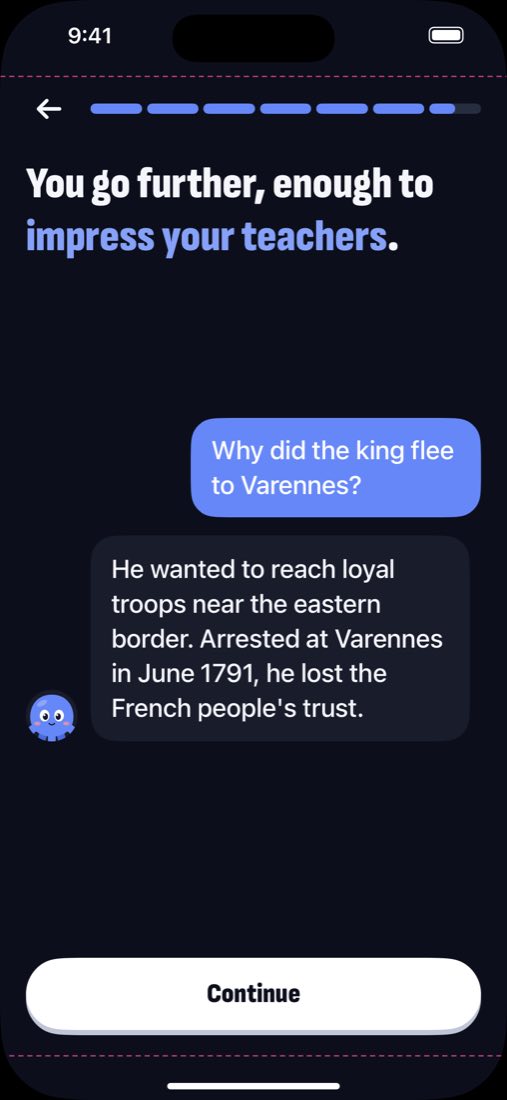 9:41
You go further, enough to
impress your teachers.
Why did the king flee
to Varennes?
He wanted to reach loyal
troops near the eastern
border. Arrested at Varennes
in June 1791, he lost the
French people's trust.
Continue